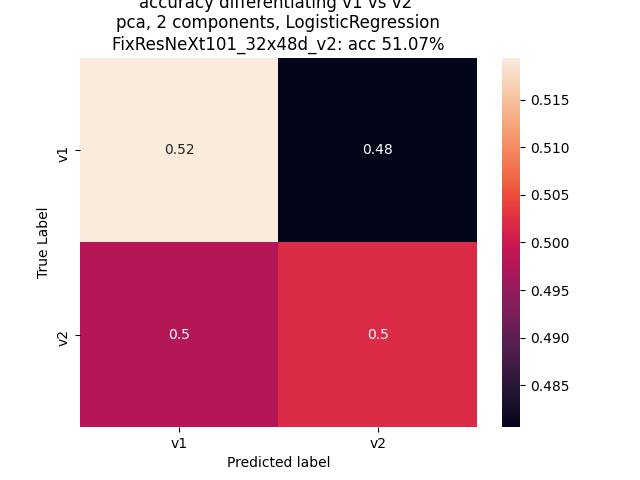 accuracy differentiating v1 vs v2
pca, 2 components, LogisticRegression
FixResNeXt101_32x48d_v2: acc 51.07%
0.52
0.48
0.5
0.5
v1
v2
True Label
v1
v2
Predicted label
0.515
0.510
0.505
0.500
0.495
0.490
0.485